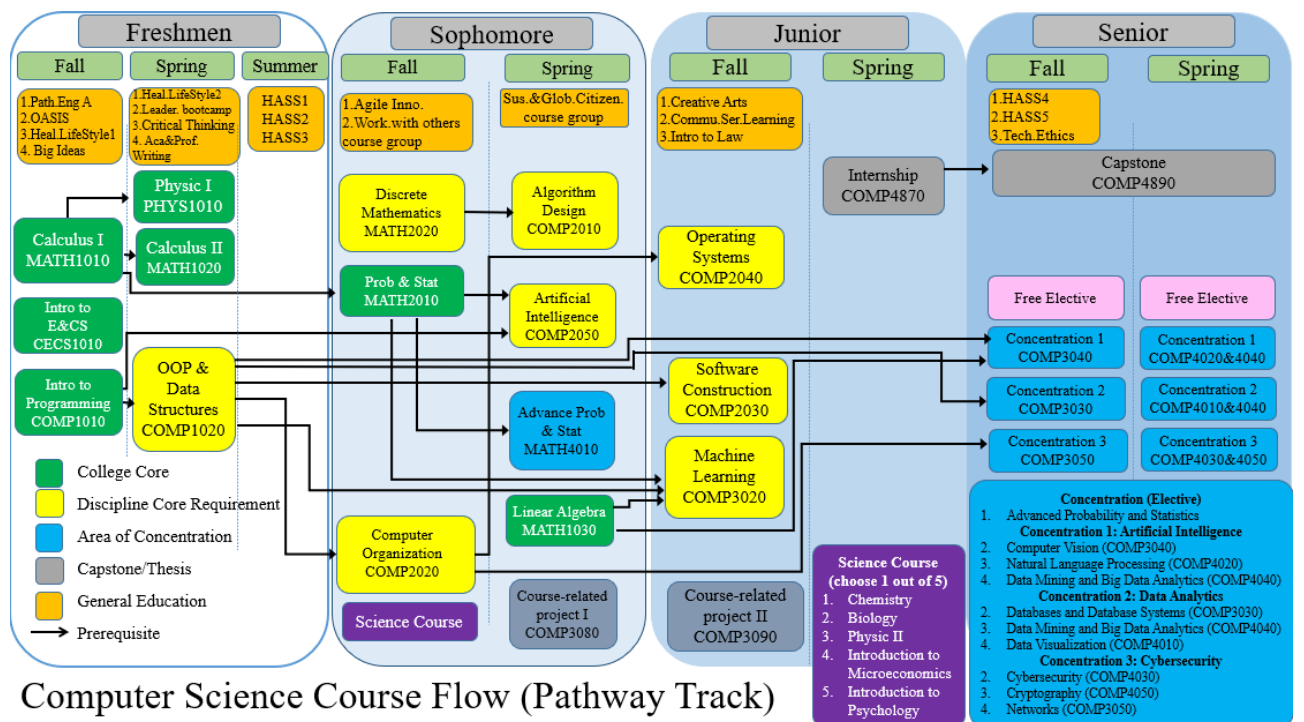 Freshmen
Fall
Spring
Summer
1.Path.Eng A
2.OASIS
3.Heal.LifeStyle1
4. Big Ideas
1.Heal.LifeStyle2
2.Leader. bootcamp
3.Critical Thinking
4. Aca&Prof.
Writing
HASS1
HASS2
HASS3
Physic I
PHYS1010
Calculus I
MATH1010
Calculus II
MATH1020
Intro to
E&CS
CECS1010
Intro to
Programming
COMP1010
OOP &
Data
Structures
COMP1020
College Core
Discipline Core Requirement
Area of Concentration
Capstone/Thesis
General Education
Prerequisite
Sophomore
Fall
Spring
1.Agile Inno.
2.Work.with others
course group
Sus.&Glob.Citizen.
course group
Discrete
Mathematics
MATH2020
Algorithm
Design
COMP2010
Prob & Stat
MATH2010
Artificial
Intelligence
COMP2050
Advance Prob
& Stat
MATH4010
Linear Algebra
MATH1030
Computer
Organization
COMP2020
Science Course
Course-related
project I
COMP3080
Junior
Fall
Spring
1.Creative Arts
2.Commu.Ser.Learning
3.Intro to Law
Internship
COMP4870
Operating
Systems
COMP2040
Software
Construction
COMP2030
Machine
Learning
COMP3020
Course-related
project II
COMP3090
Science Course
(choose 1 out of 5)
1. Chemistry
2. Biology
3. Physic II
4. Introduction to
Microeconomics
5. Introduction to
Psychology
Senior
Fall
Spring
1.HASS4
2.HASS5
3.Tech.Ethics
Capstone
COMP4890
Free Elective
Free Elective
Concentration 1
COMP3040
Concentration 1
COMP4020&4040
Concentration 2
COMP3030
Concentration 2
COMP4010&4040
Concentration 3
COMP3050
Concentration 3
COMP4030&4050
Concentration (Elective)
1. Advanced Probability and Statistics
Concentration 1: Artificial Intelligence
2. Computer Vision (COMP3040)
3. Natural Language Processing (COMP4020)
4. Data Mining and Big Data Analytics (COMP4040)
Concentration 2: Data Analytics
2. Databases and Database Systems (COMP3030)
3. Data Mining and Big Data Analytics (COMP4040)
4. Data Visualization (COMP4010)
Concentration 3: Cybersecurity
2. Cybersecurity (COMP4030)
3. Cryptography (COMP4050)
4. Networks (COMP3050)
Computer Science Course Flow (Pathway Track)